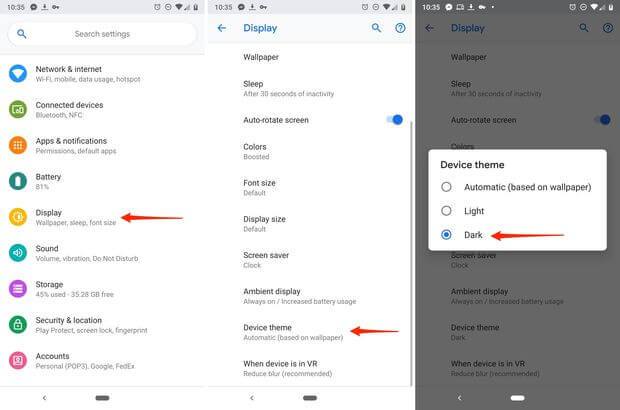 10:35
Search settings
Network & internet
Wi-Fi, mobile, data usage, hotspot
Connected devices
Bluetooth, NFC
Apps & notifications
Permissions, default apps
Battery
81%
Display
Wallpaper, sleep, font size
Sound
Volume, vibration, Do Not Disturb
Storage
45% used - 35.28 GB free
Security & location
Play Protect, screen lock, fingerprint
Accounts
Personal (POP3), Google, FedEx
10:35
Display
Wallpaper
Sleep
After 30 seconds of inactivity
Auto-rotate screen
Colors
Boosted
Font size
Default
Display size
Default
Screen saver
Clock
Ambient display
Always on / Increased battery usage
Device theme
Automatic (based on wallpaper)
When device is in VR
Reduce blur (recommended)
10:35
Display
Wallpaper
Sleep
After 30 seconds of inactivity
Auto-rotate screen
Colors
Device theme
Automatic (based on wallpaper)
Light
Dark
Screen saver
Clock
Ambient display
Always on / Increased battery usage
Device theme
Dark
When device is in VR
Reduce blur (recommended)